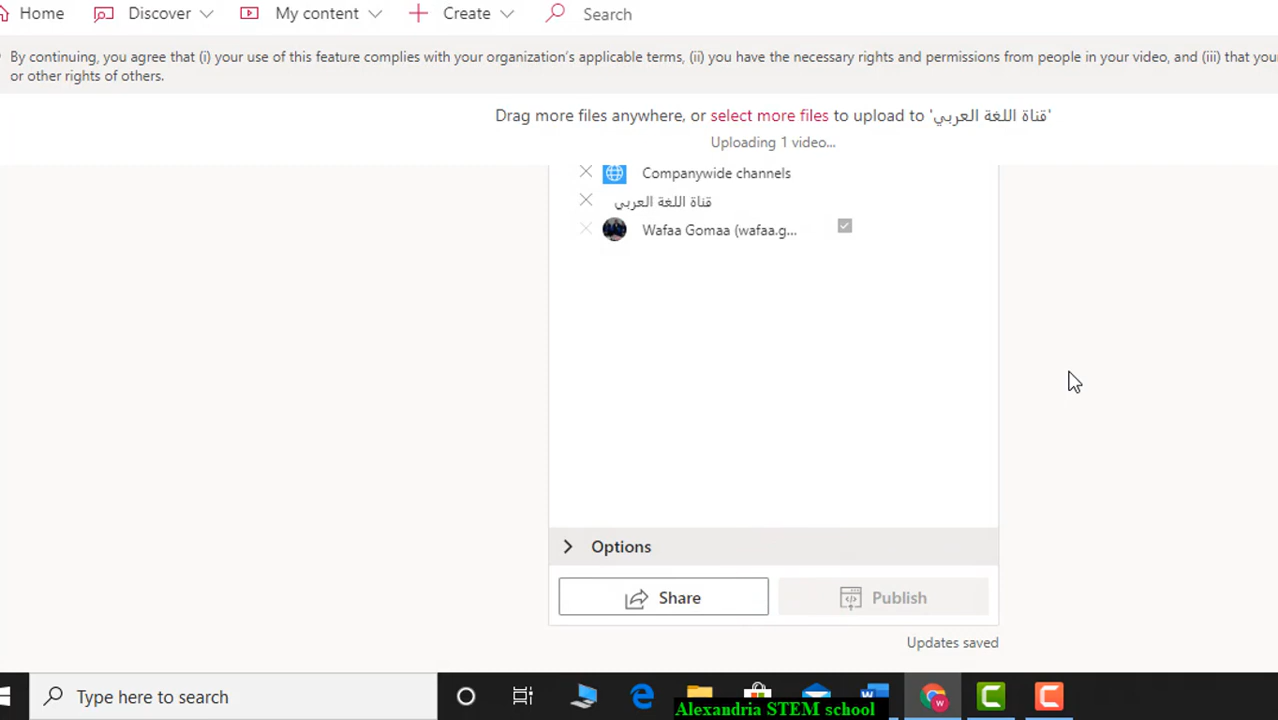 Home Discover My content Create Search
By continuing, you agree that (i) your use of this feature complies with your organization's applicable terms, (ii) you have the necessary rights and permissions from people in your video, and (iii) that your
or other rights of others.
Drag more files anywhere, or select more files to upload to 'قناة اللغة العربي'
Uploading 1 video...
Companywide channels
قناة اللغة العربي
Wafaa Gomaa (wafaa.g...
Options
Share Publish
Updates saved
Type here to search
Alexandria STEM school